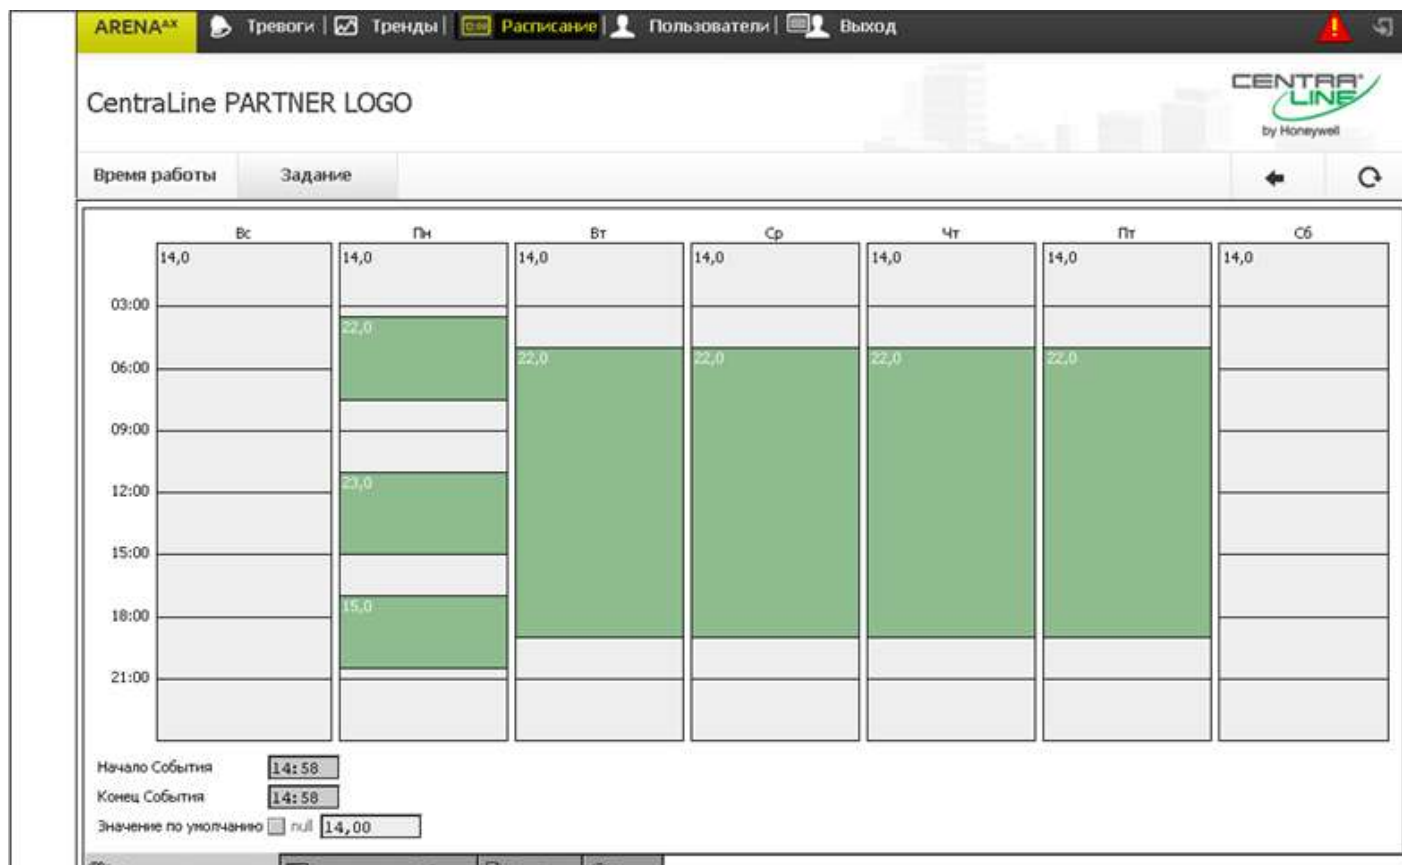 ARENAAX Тревоги | Тренды | Расписание | Пользователи | Выход
CentraLine PARTNER LOGO
CENTRA
LINE
by Honeywell
Время работы Задание
Вс Пн Вт Ср Чт Пт Сб
14,0 14,0 14,0 14,0 14,0 14,0 14,0
03:00
22,0
22,0 22,0 22,0 22,0
06:00
09:00
23,0
12:00
15:00
15,0
18:00
21:00
Начало События 14:58
Конец События 14:58
Значение по умолчанию null 14,00